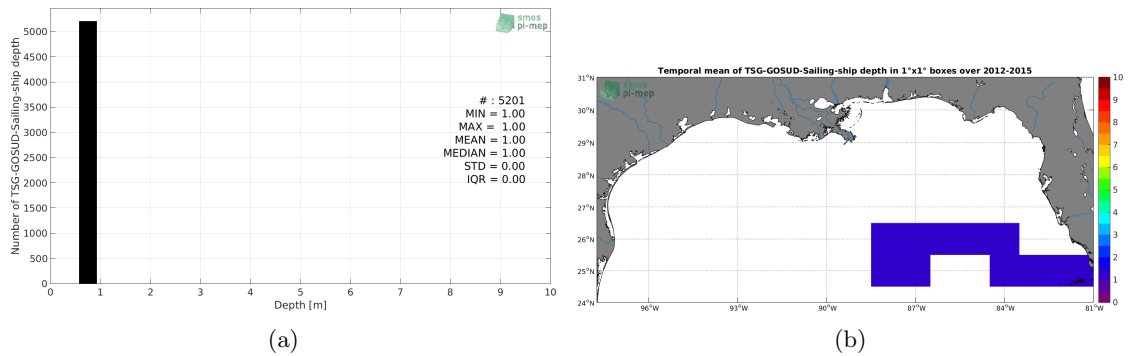 smos
pi-mep
Number of TSG-GOSUD-Sailing-ship depth
5000
4500
4000
3500
3000
2500
2000
1500
1000
500
0
# : 5201
MIN = 1.00
MAX = 1.00
MEAN = 1.00
MEDIAN = 1.00
STD = 0.00
IQR = 0.00
0 1 2 3 4 5 6 7 8 9 10
Depth [m]
(a)
Temporal mean of TSG-GOSUD-Sailing-ship depth in 1°x1° boxes over 2012-2015
smos
pi-mep
31°N
30°N
29°N
28°N
27°N
26°N
25°N
24°N
96°W 93°W 90°W 87°W 84°W 81°W
10
9
8
7
6
5
4
3
2
1
0
(b)